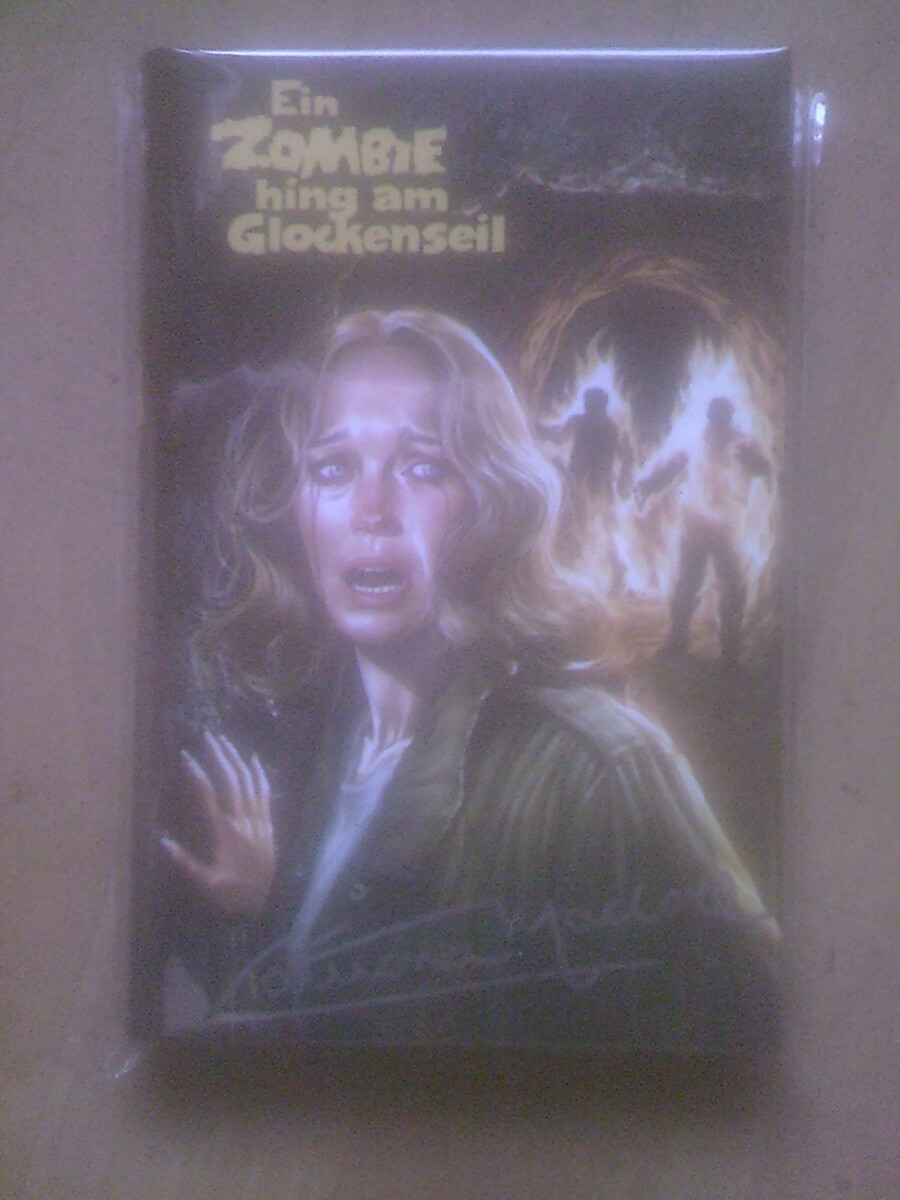 Ein
ZOMBIE
hing am
Glockenseil